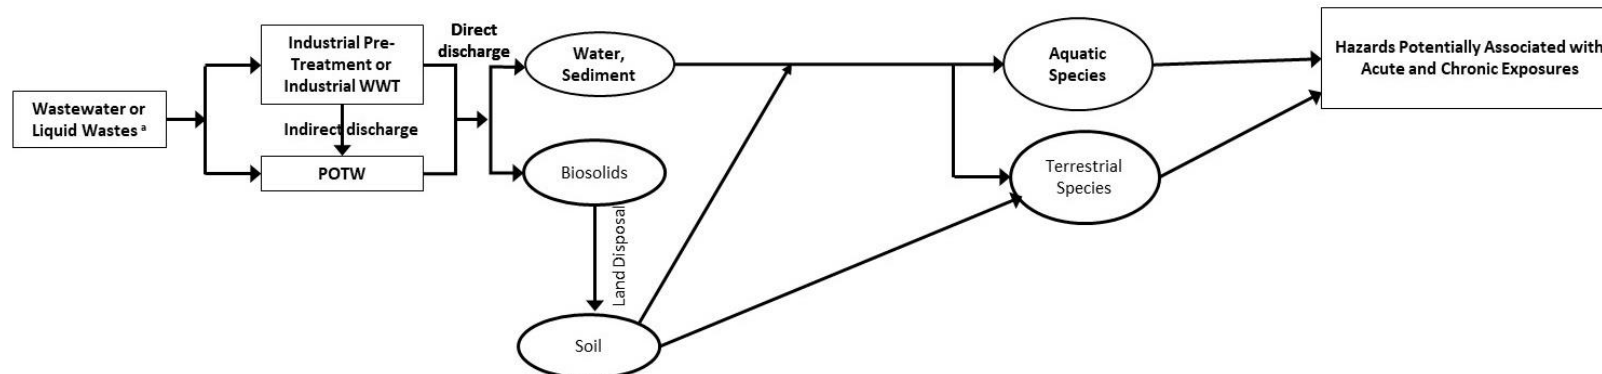 Wastewater or
Liquid Wastes a
Industrial Pre-
Treatment or
Industrial WWT
Indirect discharge
POTW
Direct
discharge
Water,
Sediment
Biosolids
Land Disposal
Soil
Aquatic
Species
Terrestrial
Species
Hazards Potentially Associated with
Acute and Chronic Exposures